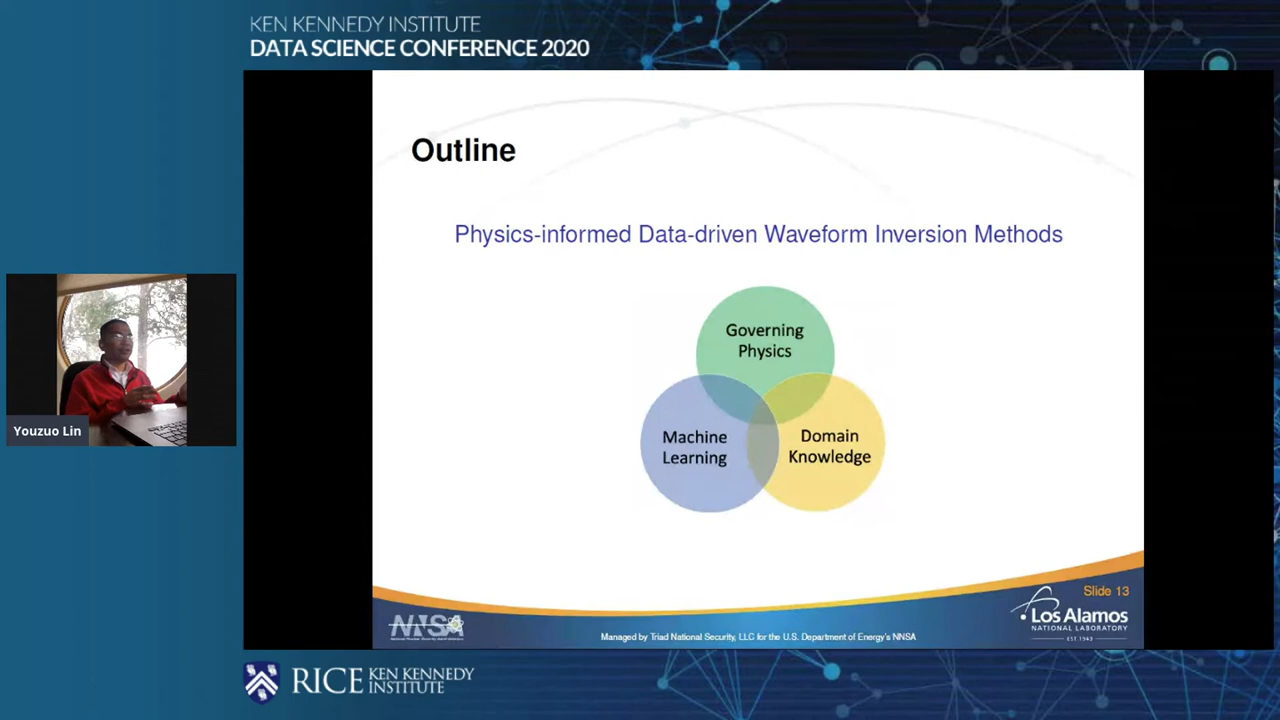 KEN KENNEDY INSTITUTE
DATA SCIENCE CONFERENCE 2020
Outline
Physics-informed Data-driven Waveform Inversion Methods
Governing
Physics
Machine
Learning
Domain
Knowledge
Youzuo Lin
Slide 13
NNSA
Los Alamos
NATIONAL LABORATORY
EST. 1943
Managed by Triad National Security, LLC for the U.S. Department of Energy's NNSA
RICE
KEN KENNEDY
INSTITUTE